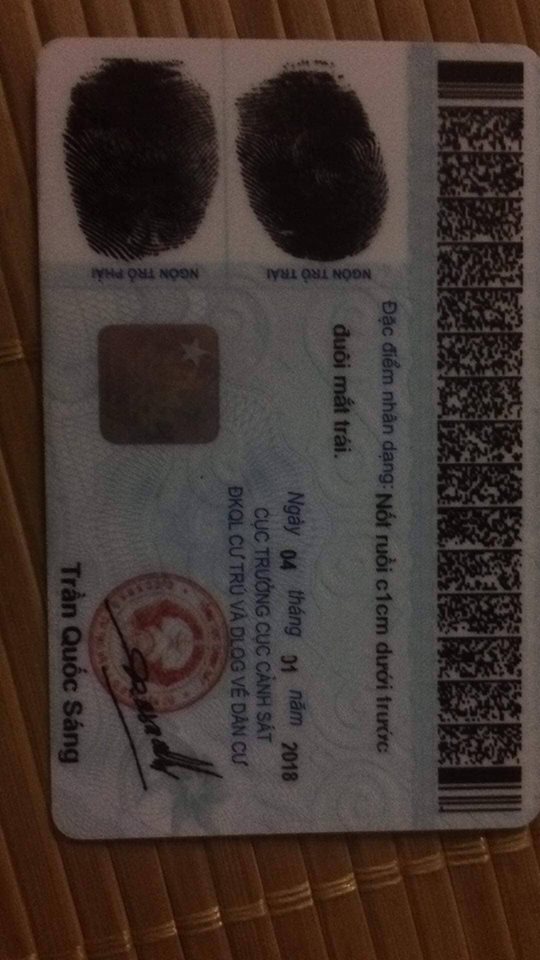 Đặc điểm nhân dạng: Nốt ruồi c1cm dưới trước
đuôi mắt trái.
NGÓN TRỎ TRÁI
NGÓN TRỎ PHẢI
Ngày 04 tháng 01 năm 2018
CỤC TRƯỞNG CỤC CẢNH SÁT
ĐKQL CƯ TRÚ VÀ DLQG VỀ DÂN CƯ
Trần Quốc Sáng